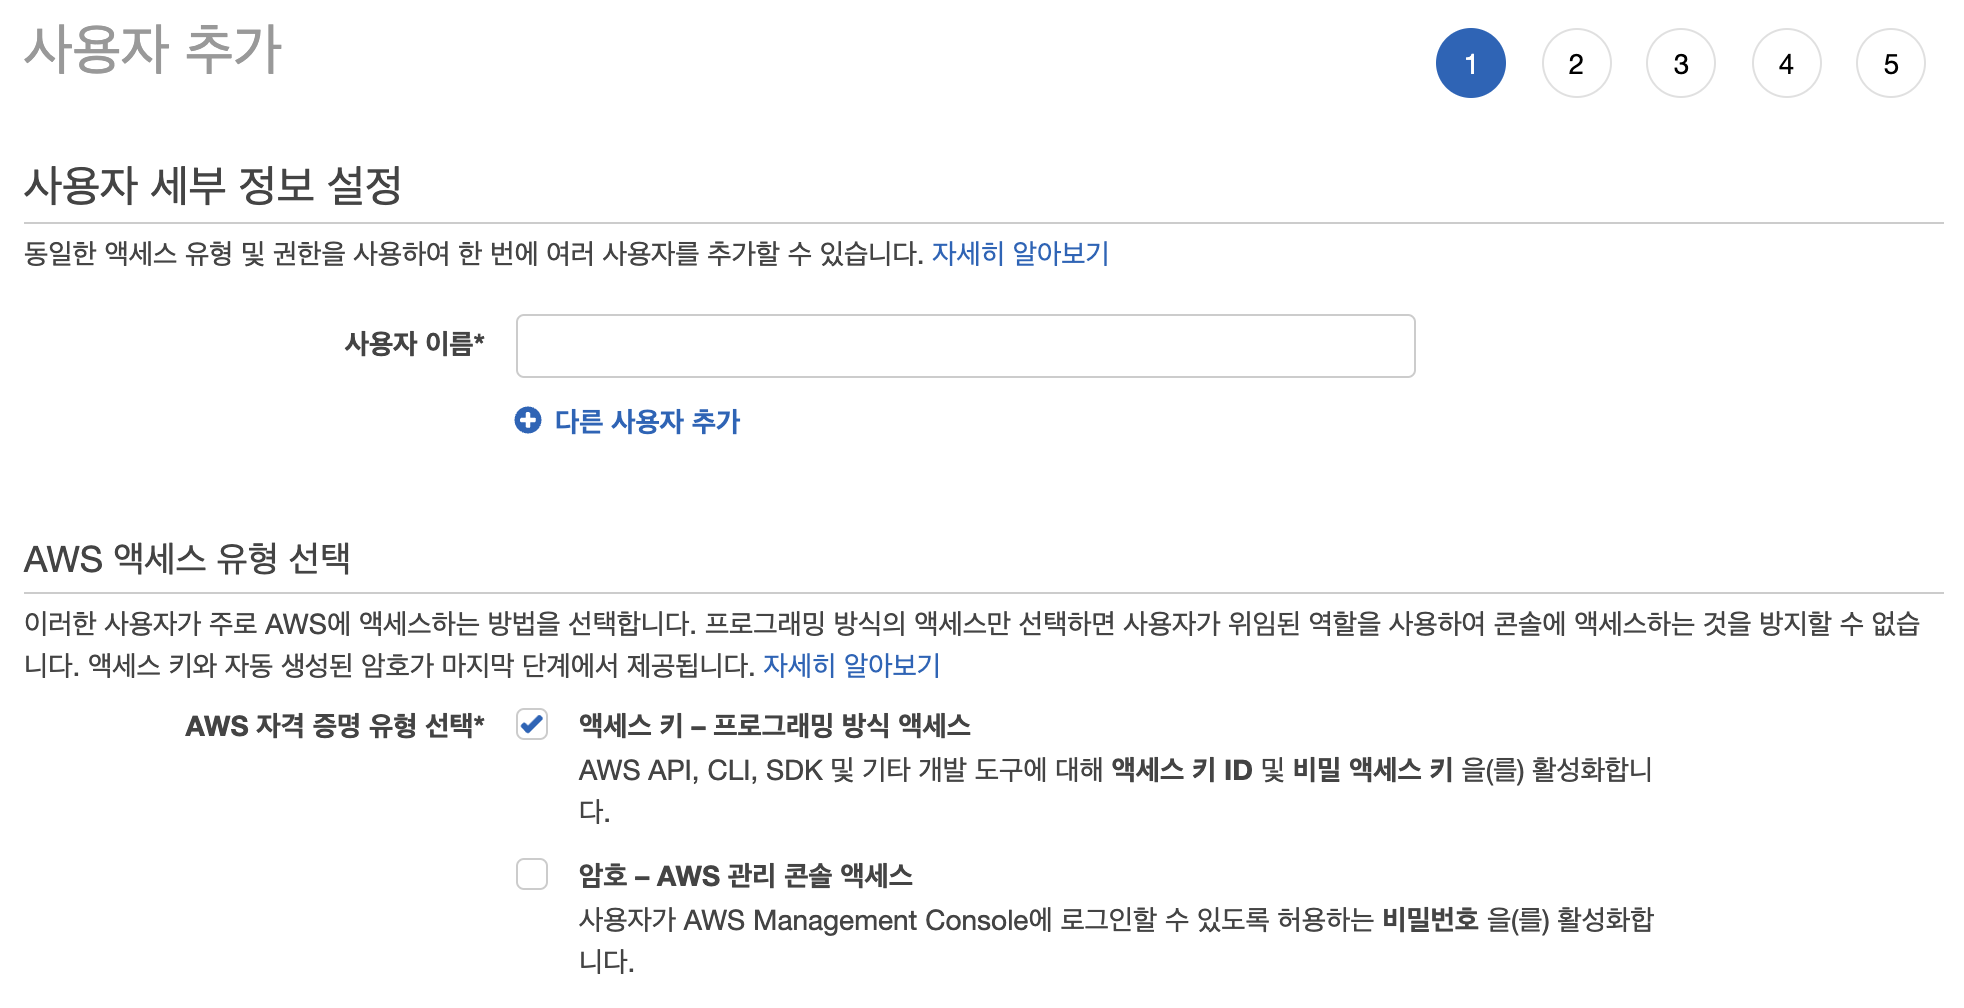 사용자 추가
1 2 3 4 5
사용자 세부 정보 설정
동일한 액세스 유형 및 권한을 사용하여 한 번에 여러 사용자를 추가할 수 있습니다. 자세히 알아보기
사용자 이름*
다른 사용자 추가
AWS 액세스 유형 선택
이러한 사용자가 주로 AWS에 액세스하는 방법을 선택합니다. 프로그래밍 방식의 액세스만 선택하면 사용자가 위임된 역할을 사용하여 콘솔에 액세스하는 것을 방지할 수 없습
니다. 액세스 키와 자동 생성된 암호가 마지막 단계에서 제공됩니다. 자세히 알아보기
AWS 자격 증명 유형 선택* 액세스 키 – 프로그래밍 방식 액세스
AWS API, CLI, SDK 및 기타 개발 도구에 대해 액세스 키 ID 및 비밀 액세스 키 을(를) 활성화합니
다.
암호 – AWS 관리 콘솔 액세스
사용자가 AWS Management Console에 로그인할 수 있도록 허용하는 비밀번호 을(를) 활성화합
니다.